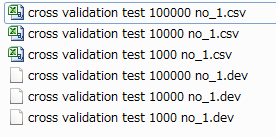 cross validation test 100000 no_1.csv
cross validation test 10000 no_1.csv
cross validation test 1000 no_1.csv
cross validation test 100000 no_1.dev
cross validation test 10000 no_1.dev
cross validation test 1000 no_1.dev